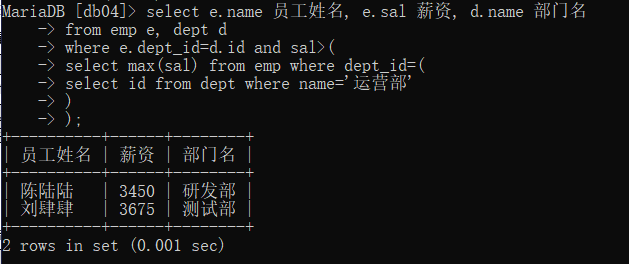 MariaDB [db04]> select e.name 员工姓名, e.sal 薪资, d.name 部门名
    -> from emp e, dept d
    -> where e.dept_id=d.id and sal>(
    -> select max(sal) from emp where dept_id=(
    -> select id from dept where name='运营部'
    -> )
    -> );
+----------+------+--------+
| 员工姓名 | 薪资 | 部门名 |
+----------+------+--------+
| 陈陆陆   | 3450 | 研发部 |
| 刘肆肆   | 3675 | 测试部 |
+----------+------+--------+
2 rows in set (0.001 sec)